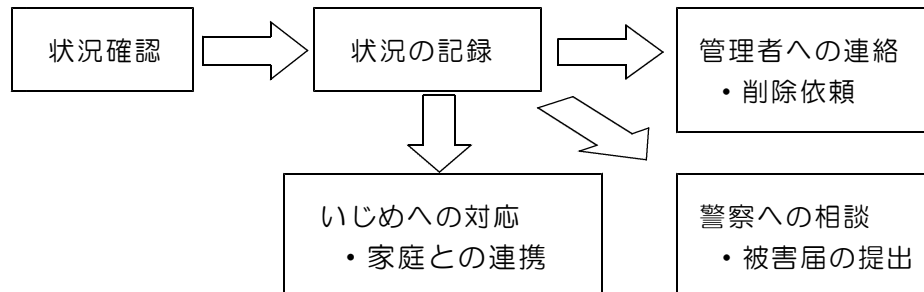 状況確認
状況の記録
管理者への連絡
・削除依頼
いじめへの対応
・家庭との連携
警察への相談
・被害届の提出